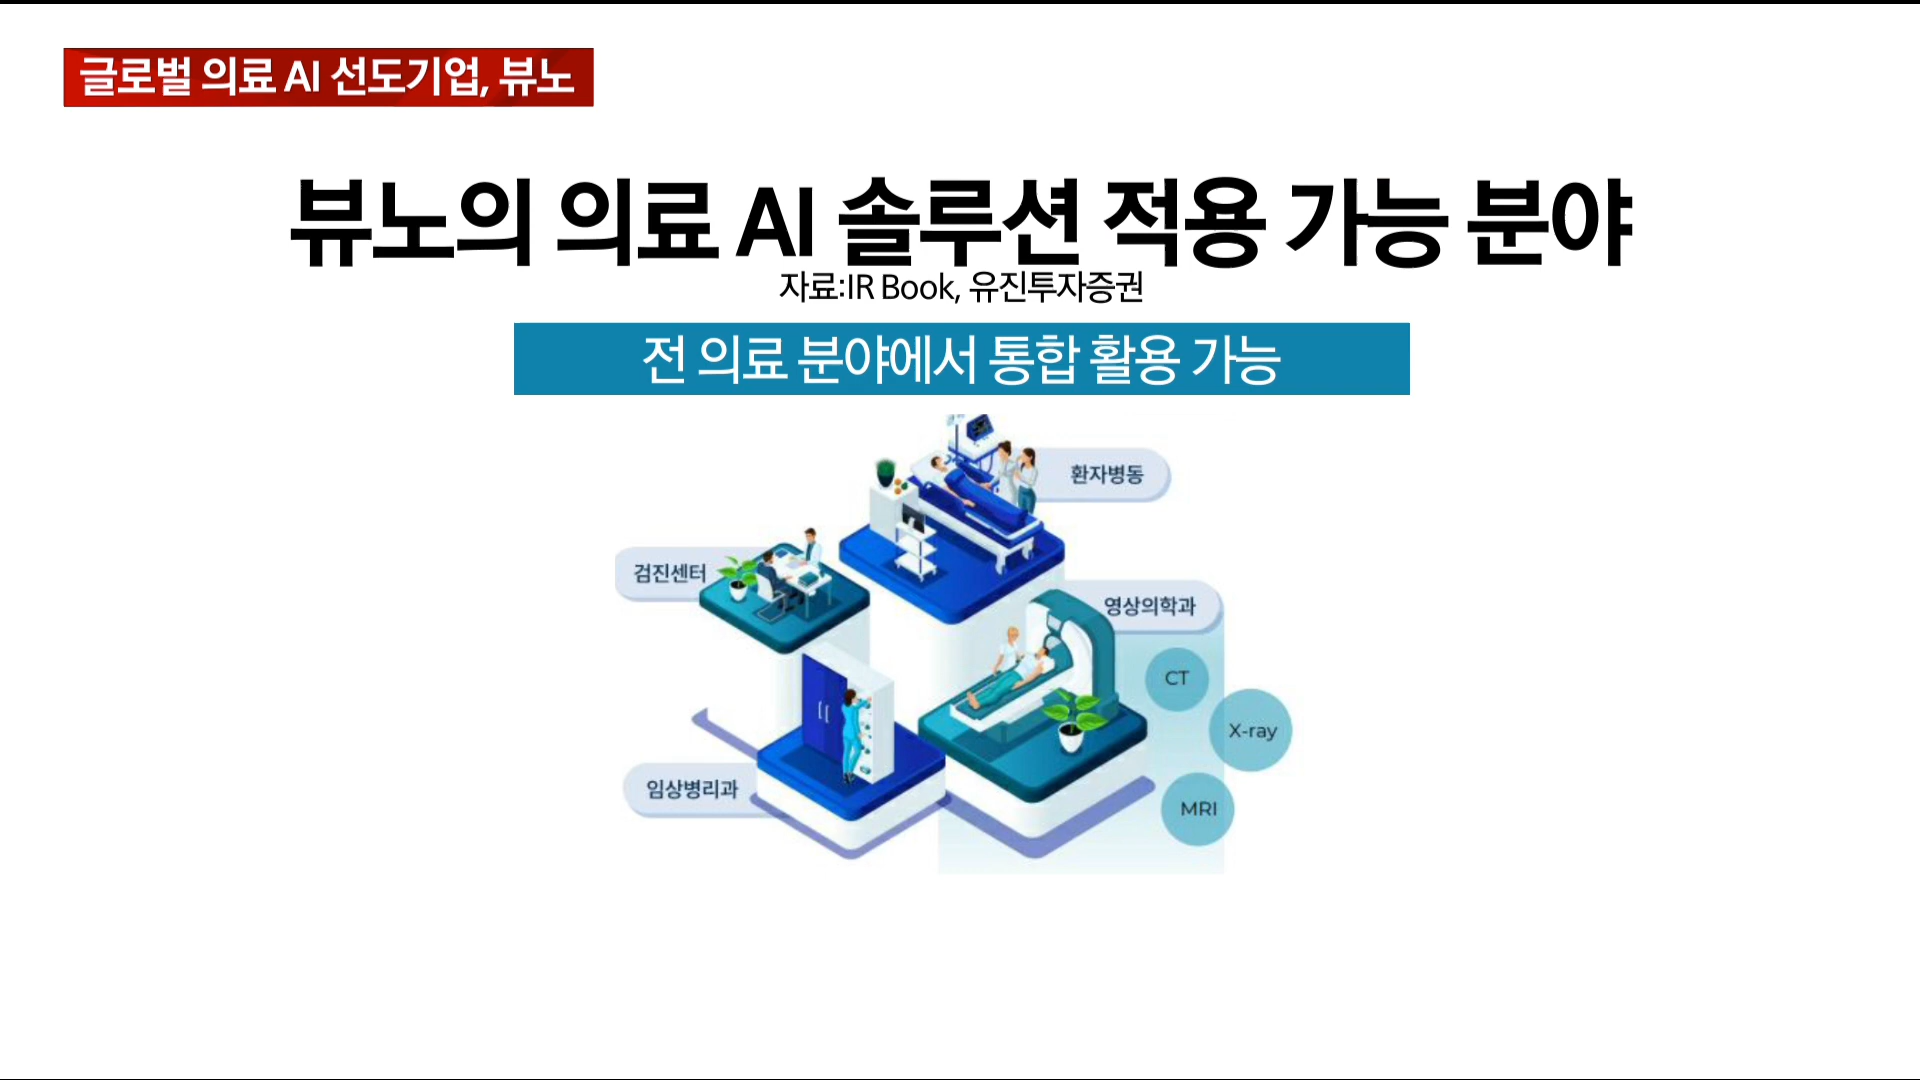 글로벌 의료 AI 선도기업, 뷰노
뷰노의 의료 AI 솔루션 적용 가능 분야
자료:IR Book, 유진투자증권
전 의료 분야에서 통합 활용 가능
환자병동
검진센터
영상의학과
CT
X-ray
임상병리과
MRI